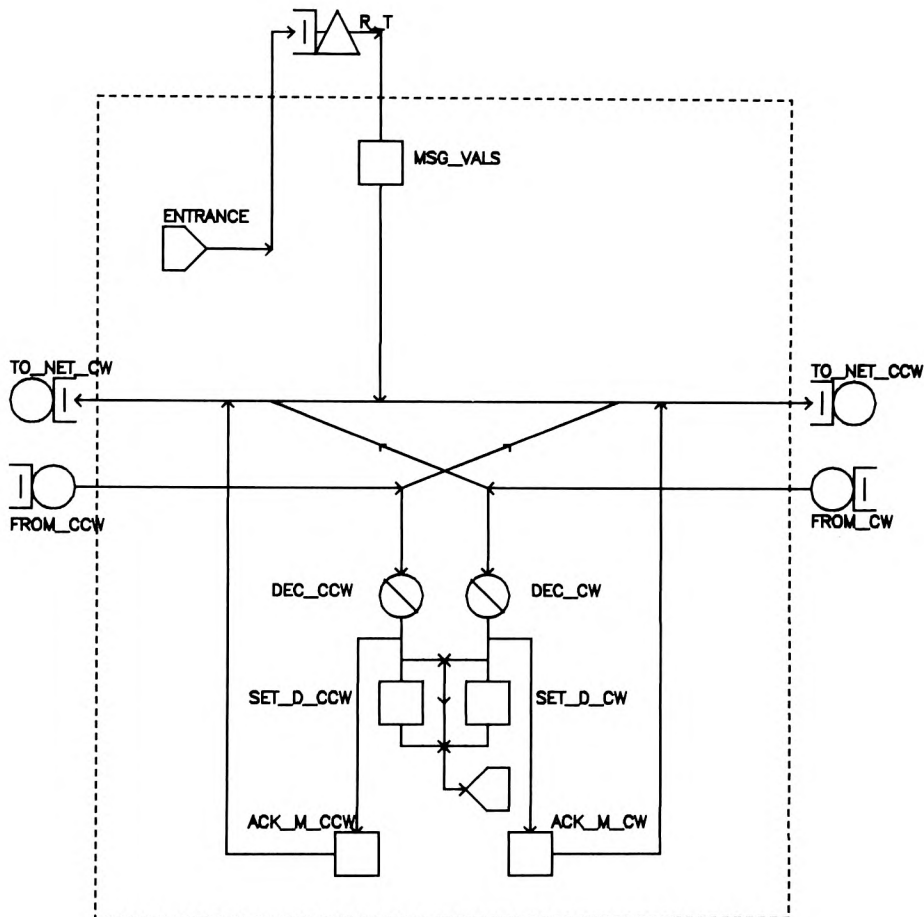 R_T
MSG_VALS
ENTRANCE
TO_NET_CW
TO_NET_CCW
FROM_CCW
FROM_CW
DEC_CCW
DEC_CW
SET_D_CCW
SET_D_CW
ACK_M_CCW
ACK_M_CW